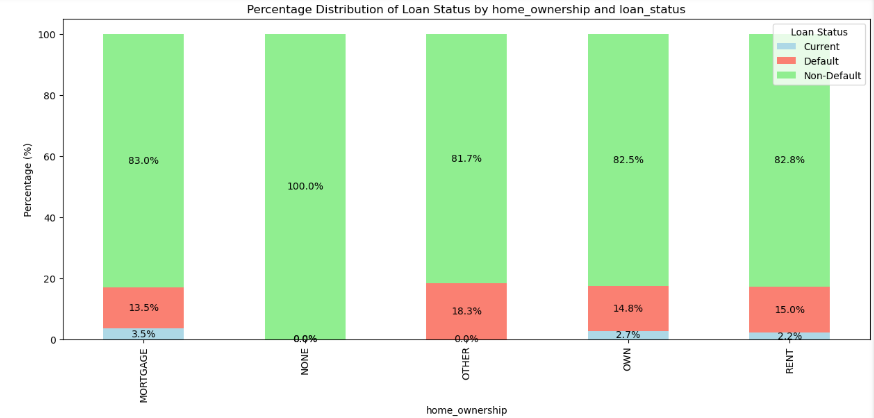 Percentage Distribution of Loan Status by home_ownership and loan_status
Loan Status
Current
Default
Non-Default
Percentage (%)
100
80
60
40
20
0
83.0%
13.5%
3.5%
100.0%
0.0%
0.0%
81.7%
18.3%
0.0%
82.5%
14.8%
2.7%
82.8%
15.0%
2.2%
MORTGAGE
NONE
OTHER
OWN
RENT
home_ownership